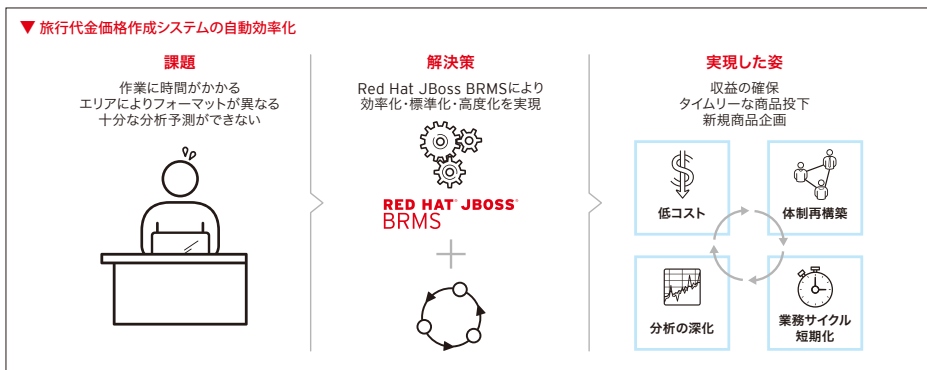 ▼ 旅行代金価格作成システムの自動効率化
課題
作業に時間がかかる
エリアによりフォーマットが異なる
十分な分析予測ができない
解決策
Red Hat JBoss BRMSにより
効率化・標準化・高度化を実現
RED HAT® JBOSS®
BRMS
実現した姿
収益の確保
タイムリーな商品投下
新規商品企画
低コスト
体制再構築
分析の深化
業務サイクル
短期化